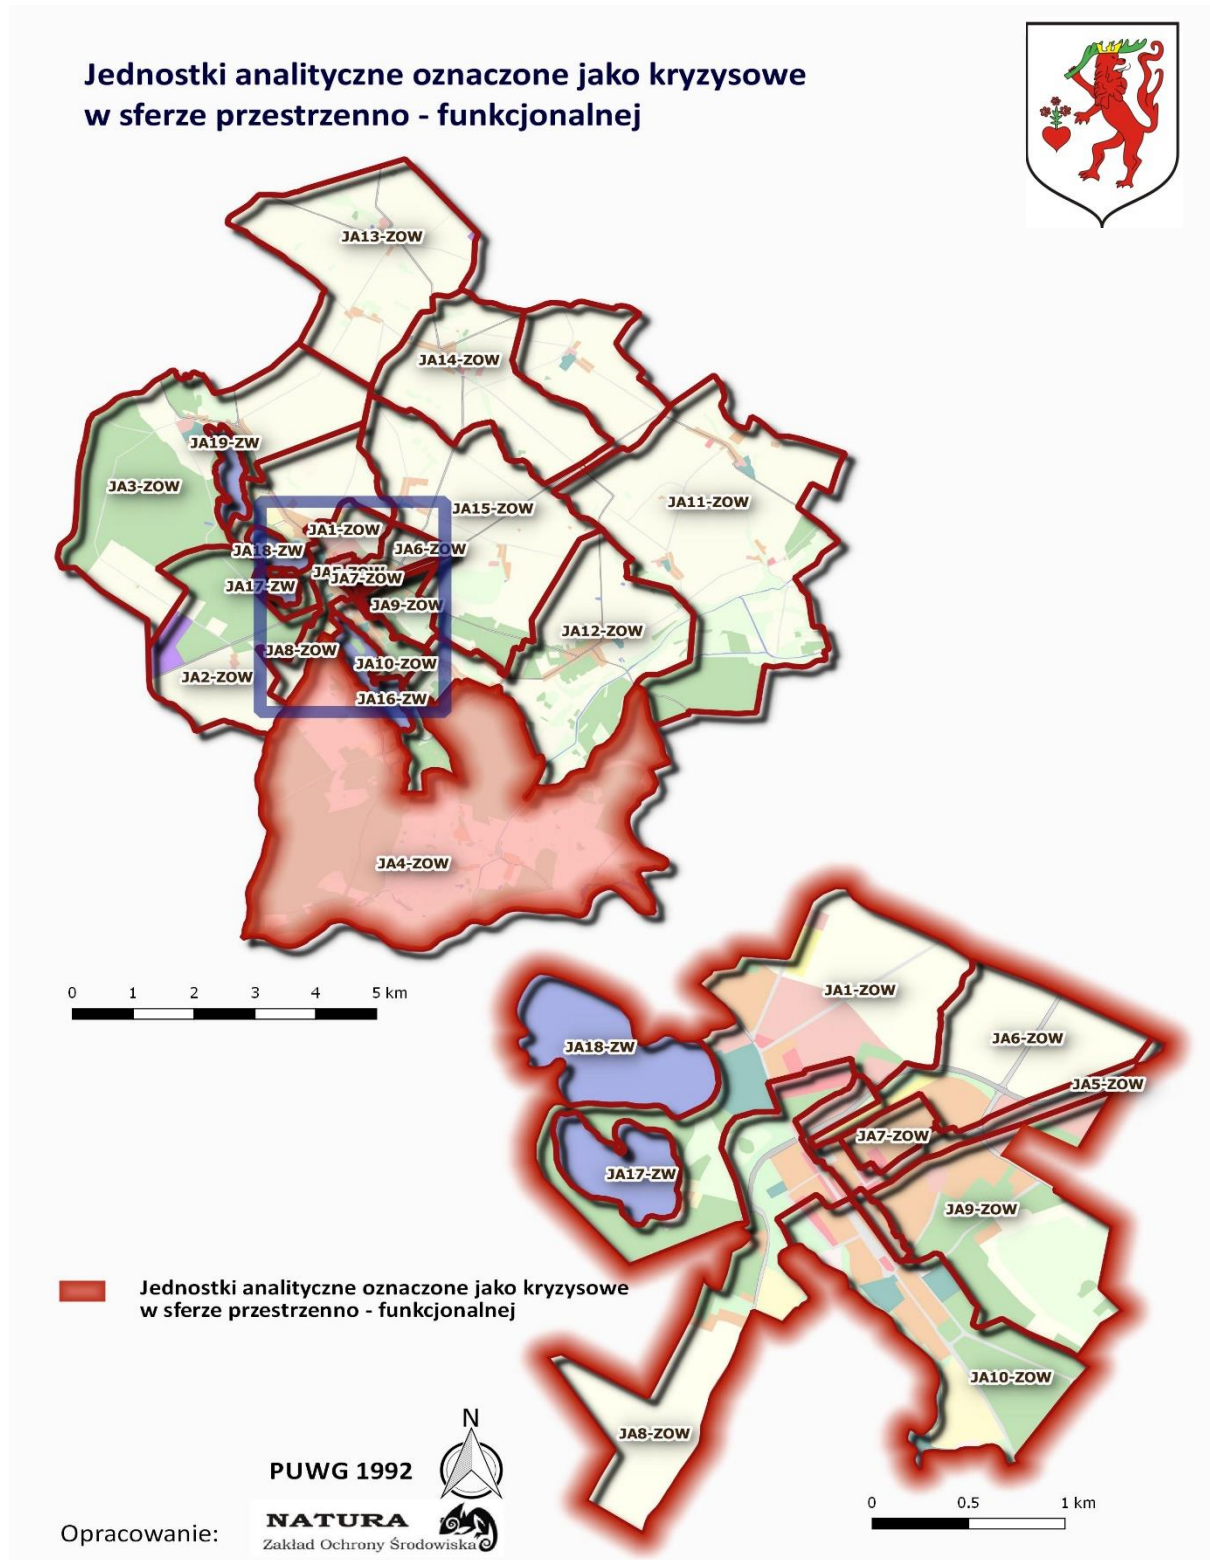 Jednostki analityczne oznaczone jako kryzysowe
w sferze przestrzenno - funkcjonalnej
JA13-ZOW
JA14-ZOW
JA19-ZW
JA3-ZOW
JA11-ZOW
JA15-ZOW
JA1-ZOW
JA18-ZW
JA6-ZOW
JA7-ZOW
JA17-ZW
JA9-ZOW
JA12-ZOW
JA8-ZOW
JA10-ZOW
JA2-ZOW
JA16-ZW
JA4-ZOW
0 1 2 3 4 5 km
JA1-ZOW
JA18-ZW
JA6-ZOW
JA5-ZOW
JA7-ZOW
JA17-ZW
JA9-ZOW
Jednostki analityczne oznaczone jako kryzysowe
w sferze przestrzenno - funkcjonalnej
JA10-ZOW
JA8-ZOW
N
PUWG 1992
0 0.5 1 km
Opracowanie:
NATURA
Zakład Ochrony Środowiska